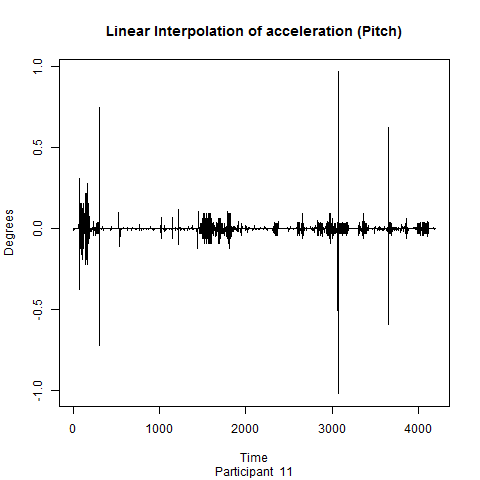 Linear Interpolation of acceleration (Pitch)
1.0
0.5
0.0
-0.5
-1.0
Degrees
0 1000 2000 3000 4000
Time
Participant 11